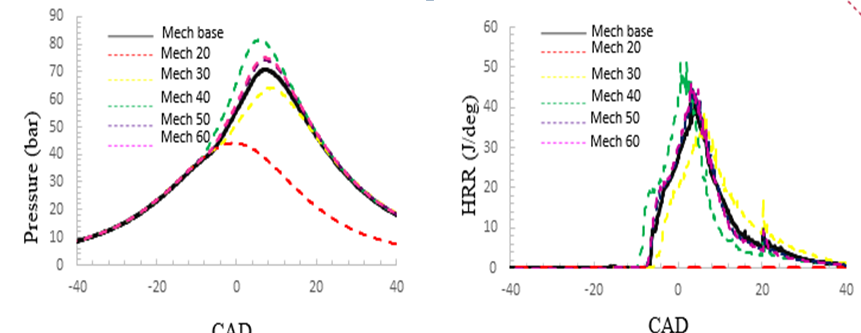 90
80
70
60
50
40
30
20
10
0
Pressure (bar)
Mech base
Mech 20
Mech 30
Mech 40
Mech 50
Mech 60
-40 -20 0 20 40
CAD
60
50
40
30
20
10
0
HRR (J/deg)
Mech base
Mech 20
Mech 30
Mech 40
Mech 50
Mech 60
-40 -20 0 20 40
CAD